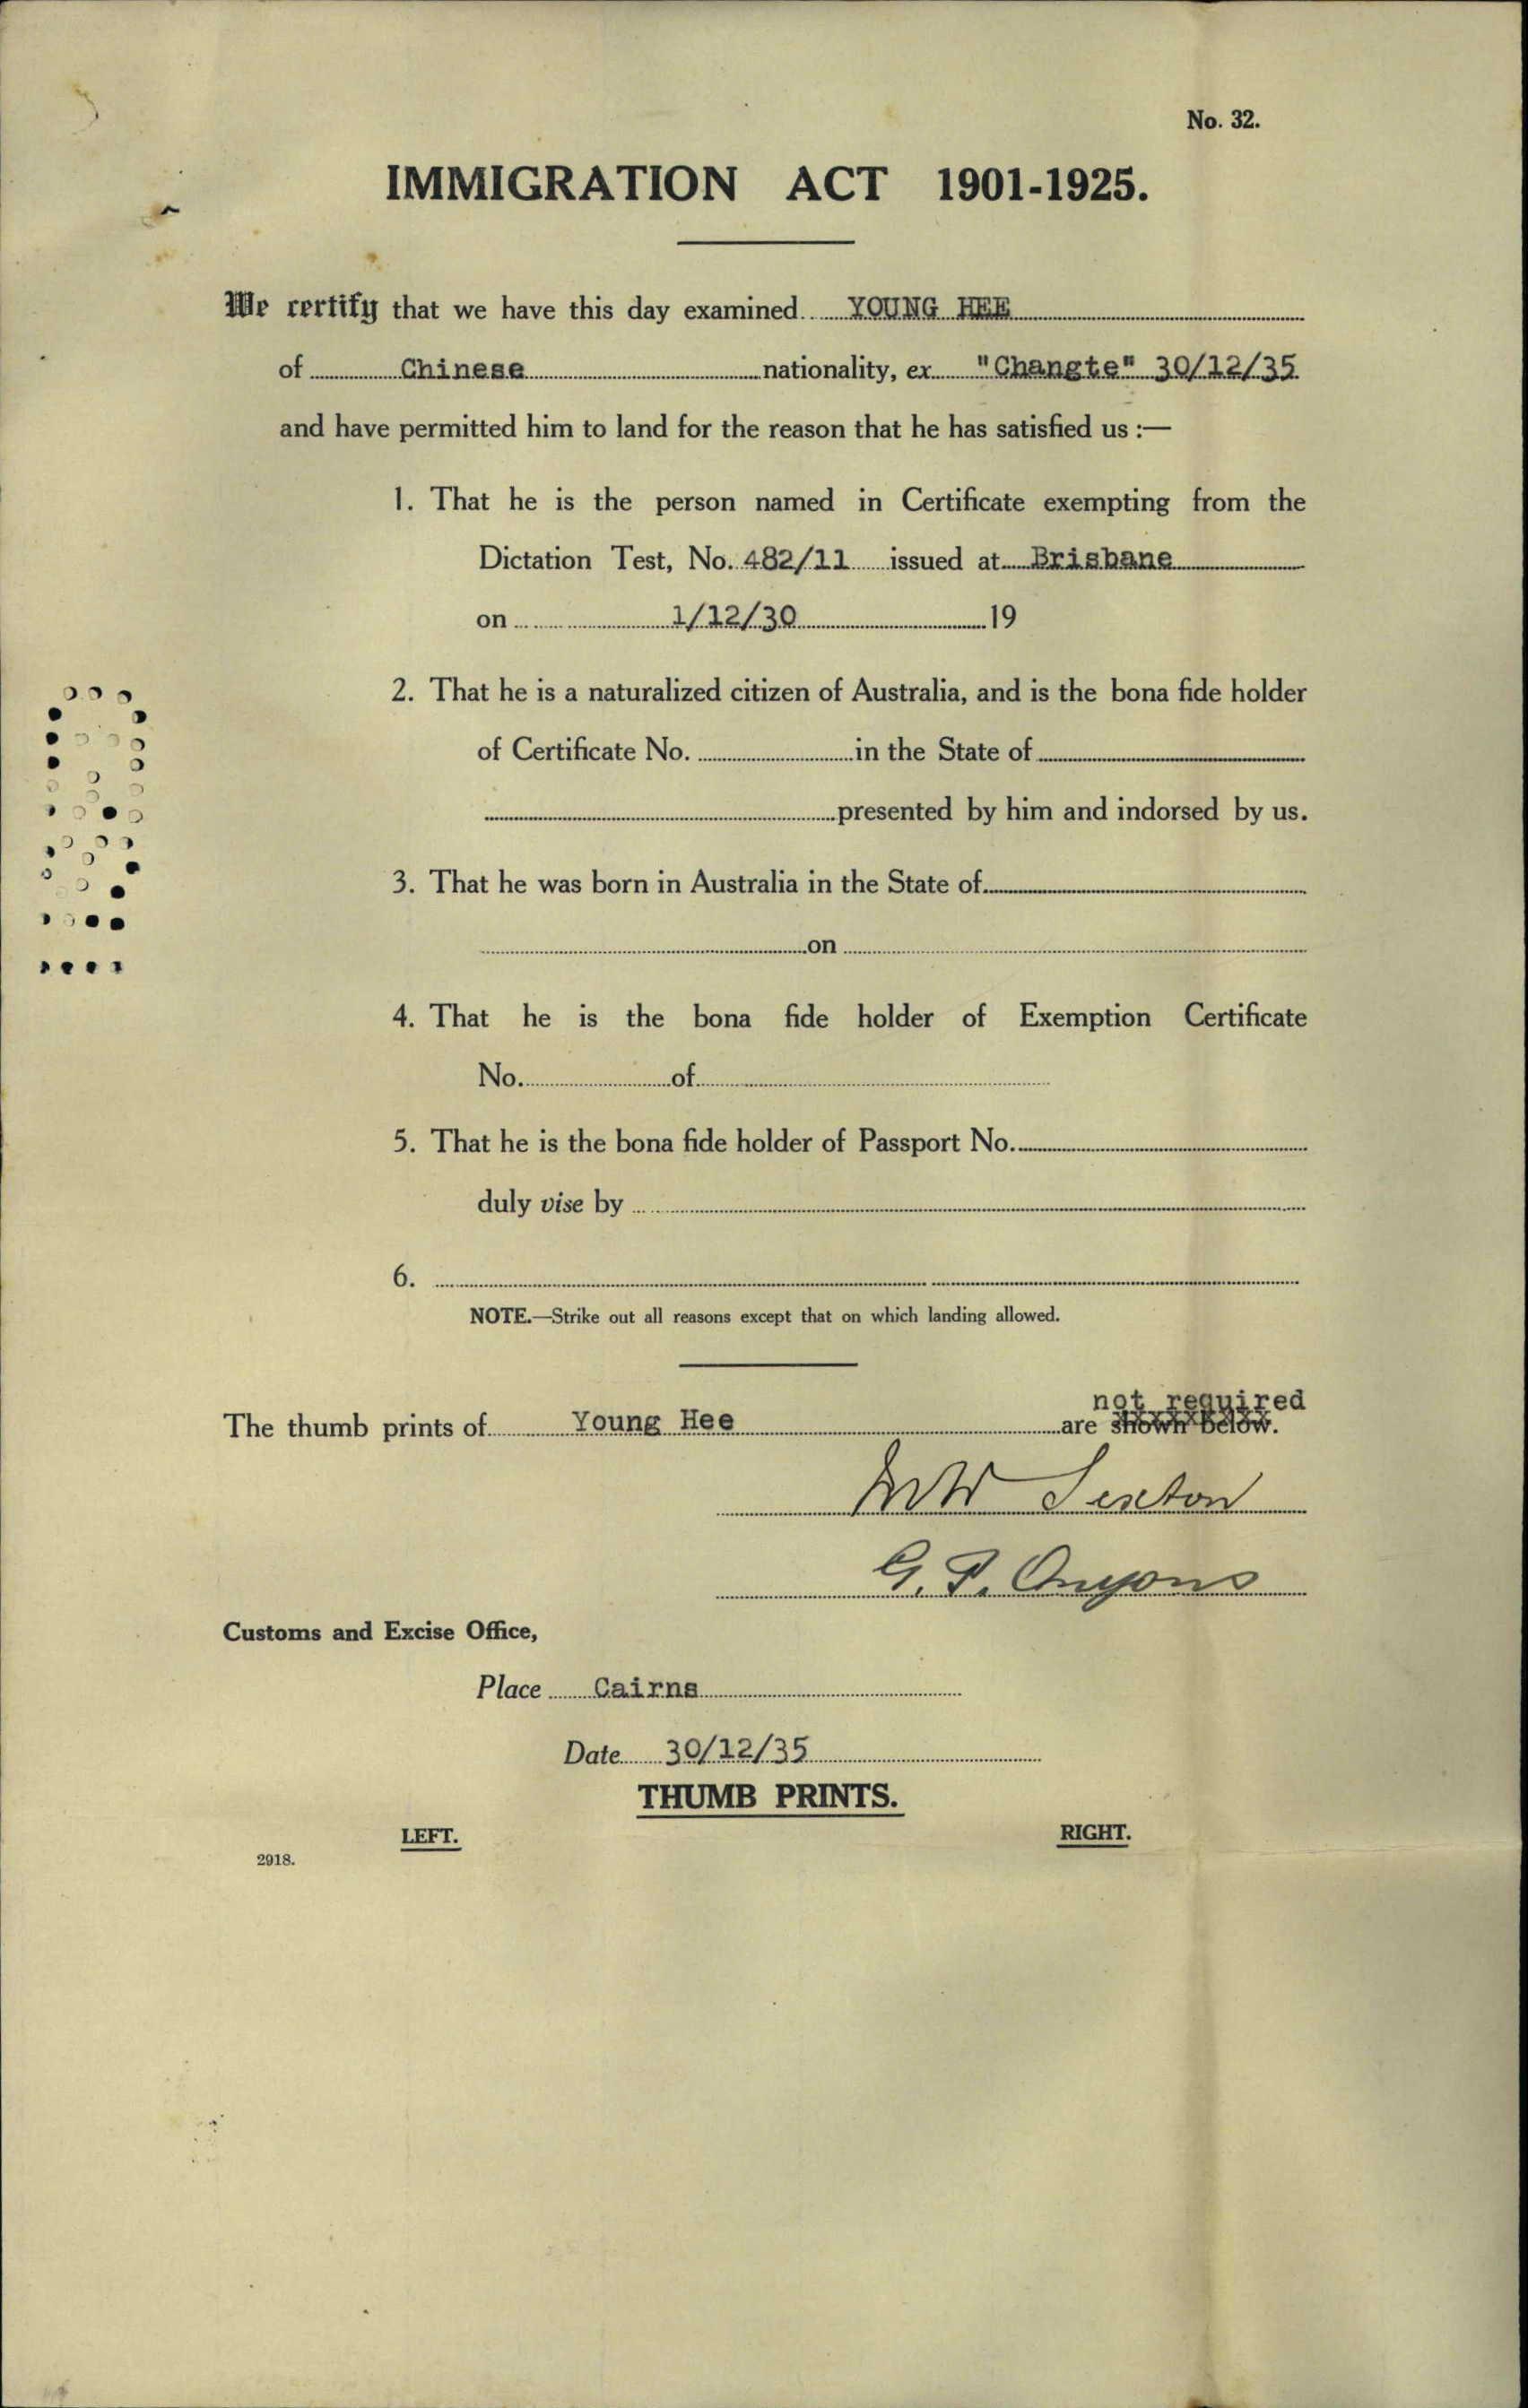 No. 32.
IMMIGRATION ACT 1901-1925.
We certify that we have this day examined YOUNG HEE
of Chinese nationality, ex "Changte" 30/12/35
and have permitted him to land for the reason that he has satisfied us :—
1. That he is the person named in Certificate exempting from the
Dictation Test, No. 482/11 issued at Brisbane
on 1/12/30 19
2. That he is a naturalized citizen of Australia, and is the bona fide holder
of Certificate No. in the State of
presented by him and indorsed by us.
3. That he was born in Australia in the State of
on
4. That he is the bona fide holder of Exemption Certificate
No. of
5. That he is the bona fide holder of Passport No.
duly vise by
6.
NOTE.—Strike out all reasons except that on which landing allowed.
not required
The thumb prints of Young Hee are shown below.
Sexton
G. P. Onyons
Customs and Excise Office,
Place Cairns
Date 30/12/35
THUMB PRINTS.
LEFT. RIGHT.
2918.